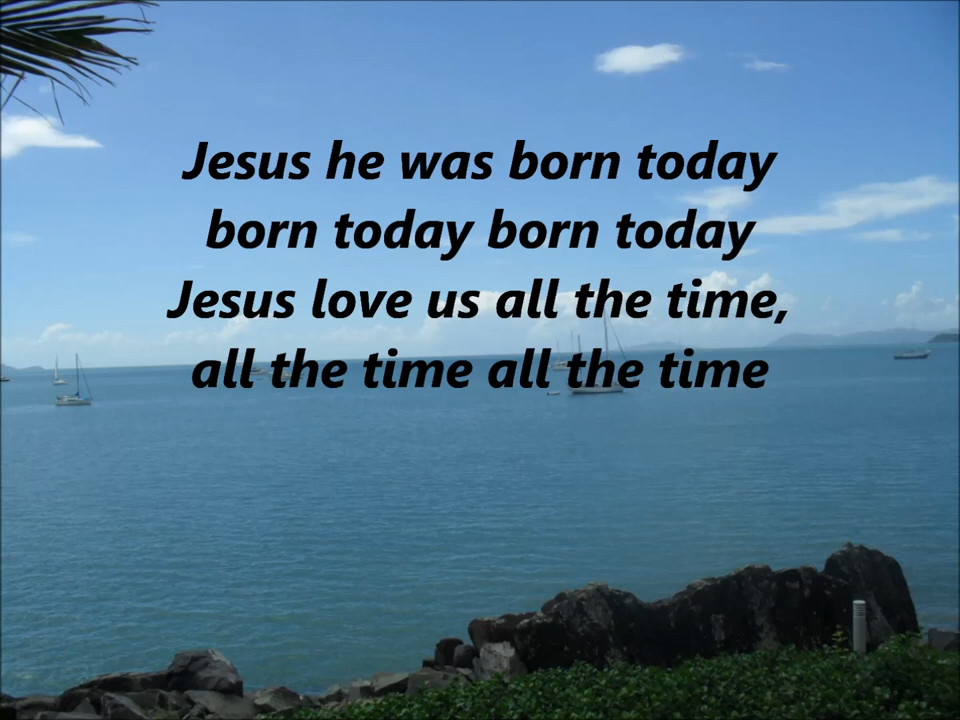 Jesus he was born today
born today born today
Jesus love us all the time,
all the time all the time